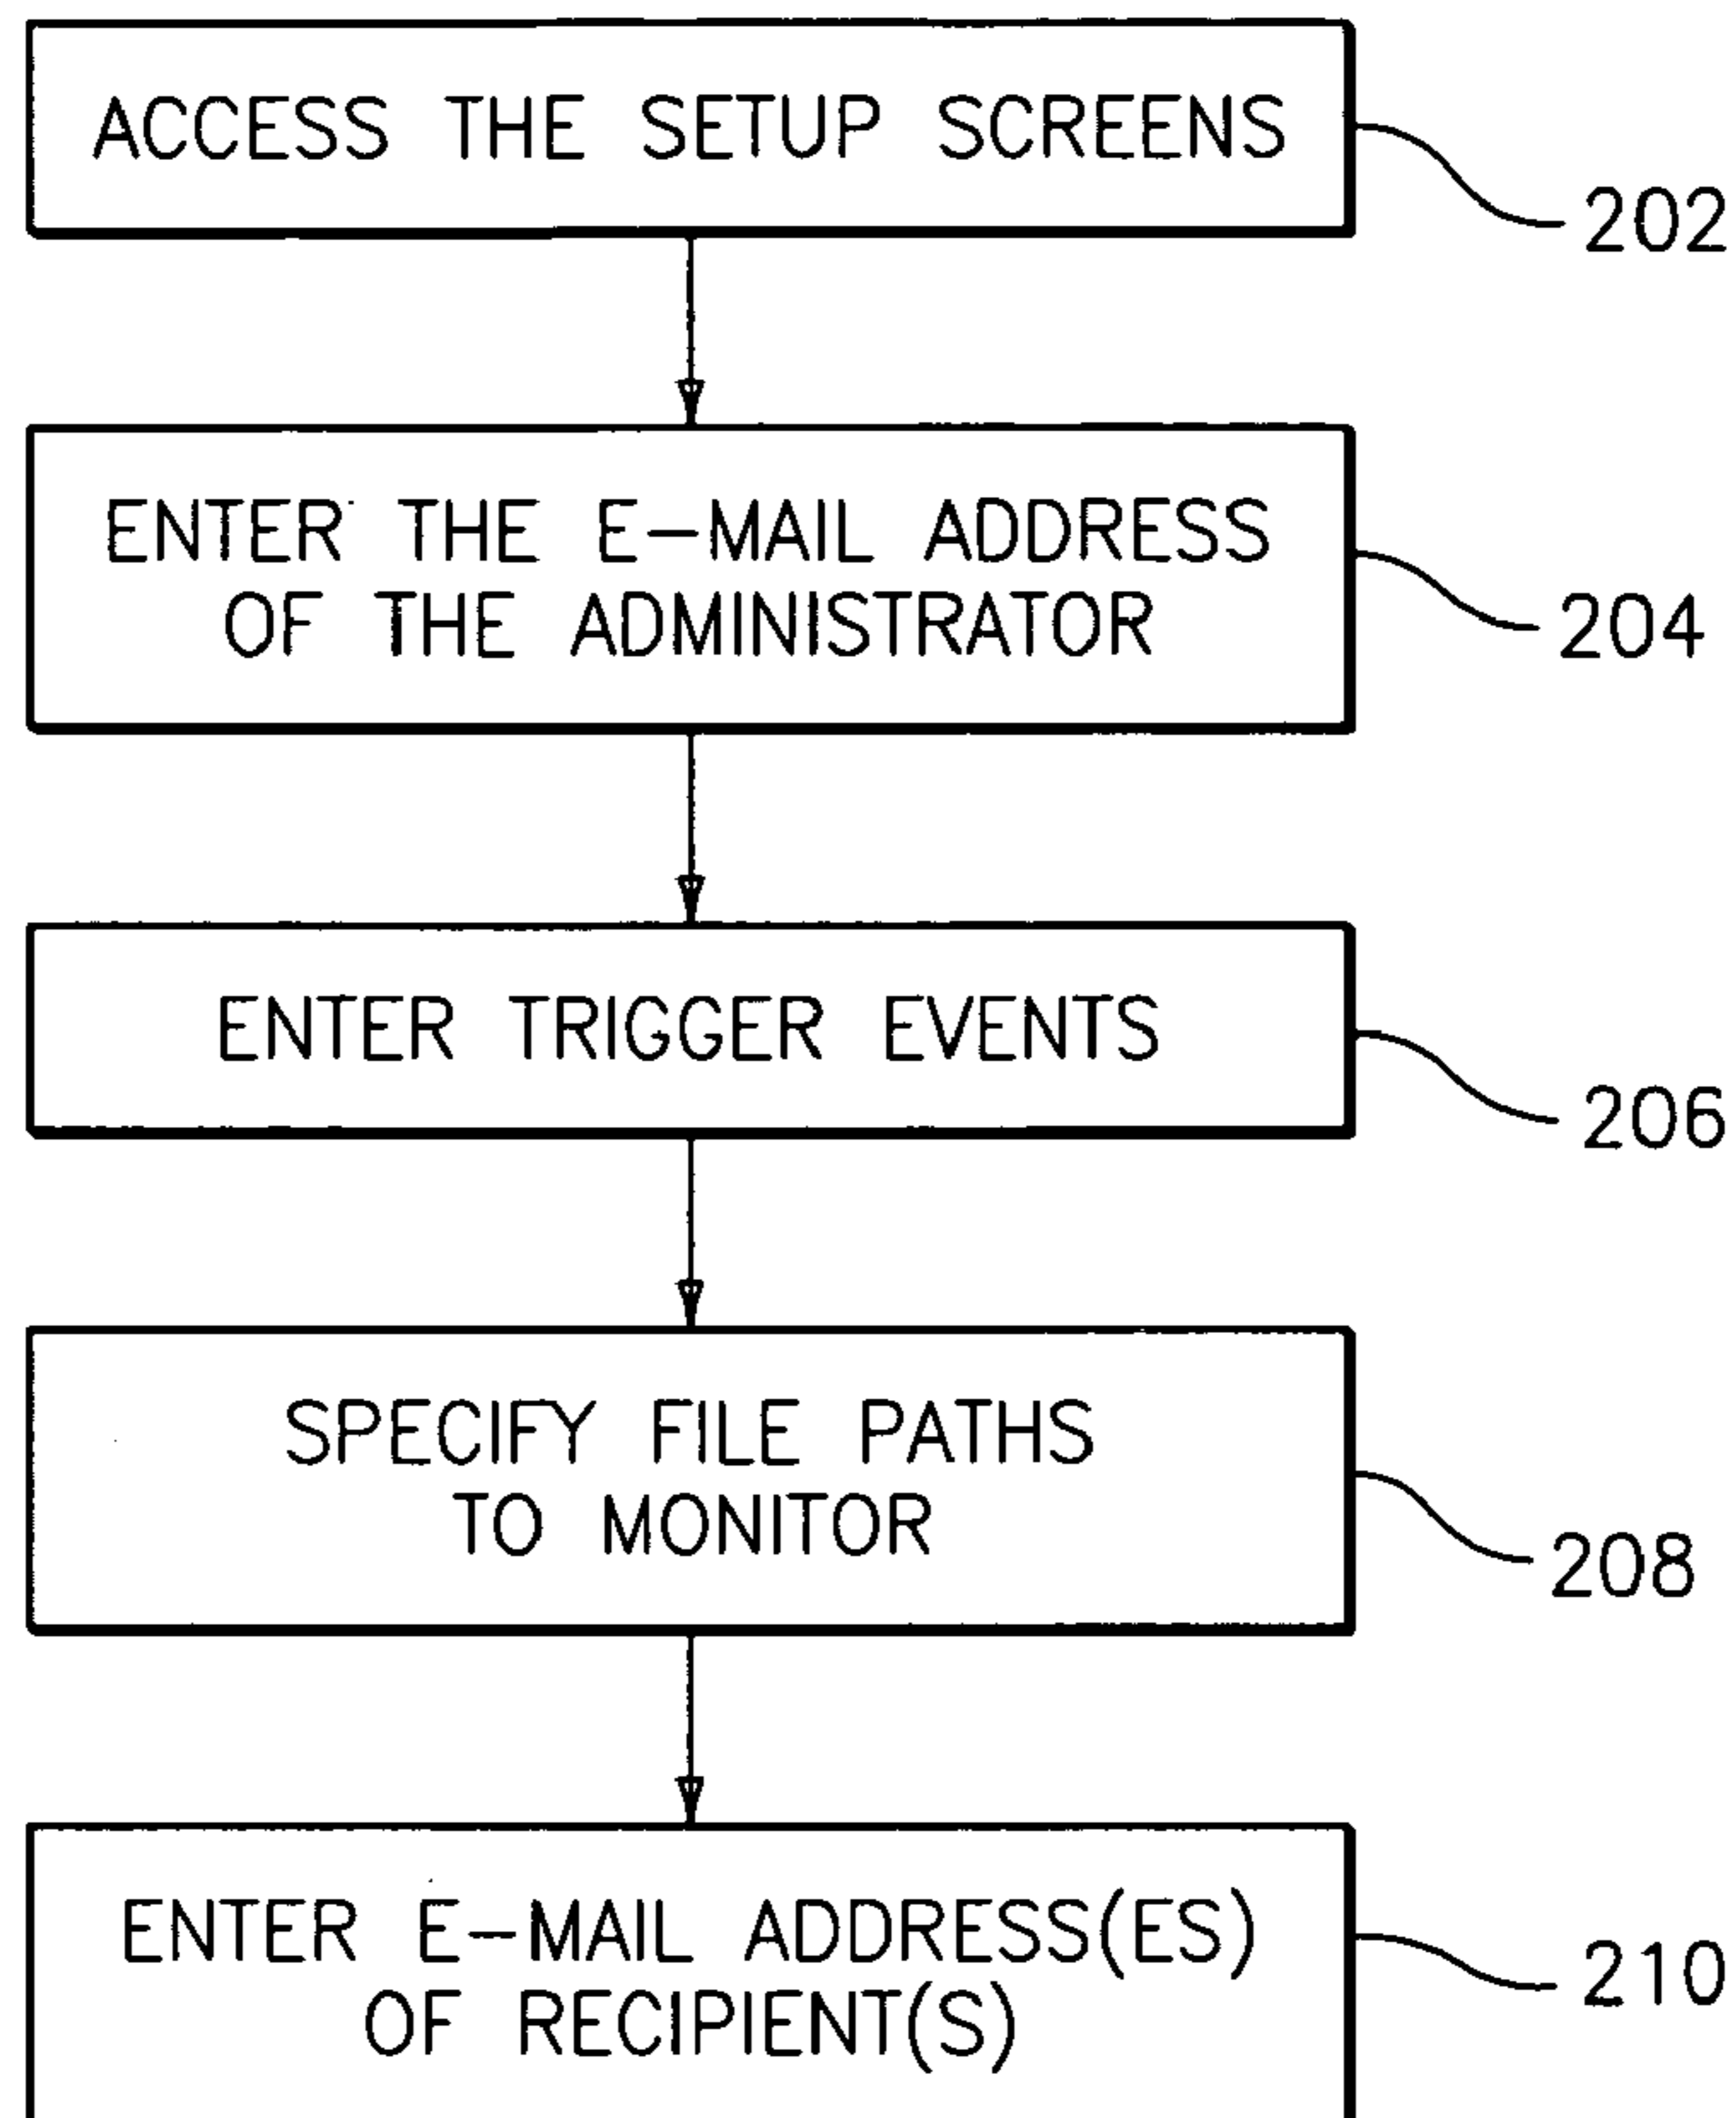 ACCESS THE SETUP SCREENS
202
ENTER THE E-MAIL ADDRESS
OF THE ADMINISTRATOR
204
ENTER TRIGGER EVENTS
206
SPECIFY FILE PATHS
TO MONITOR
208
ENTER E-MAIL ADDRESS(ES)
OF RECIPIENT(S)
210